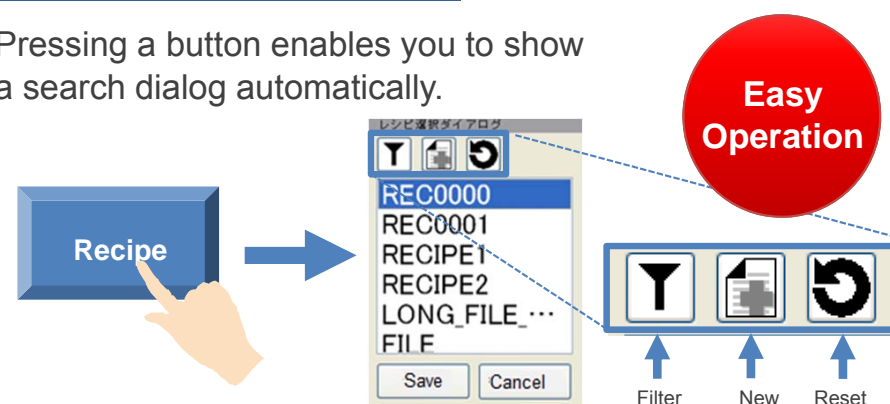 Pressing a button enables you to show
a search dialog automatically.
Easy
Operation
レシピ選択ダイアログ
Recipe
REC0000
REC0001
RECIPE1
RECIPE2
LONG_FILE_…
FILE
Save Cancel
Filter New Reset